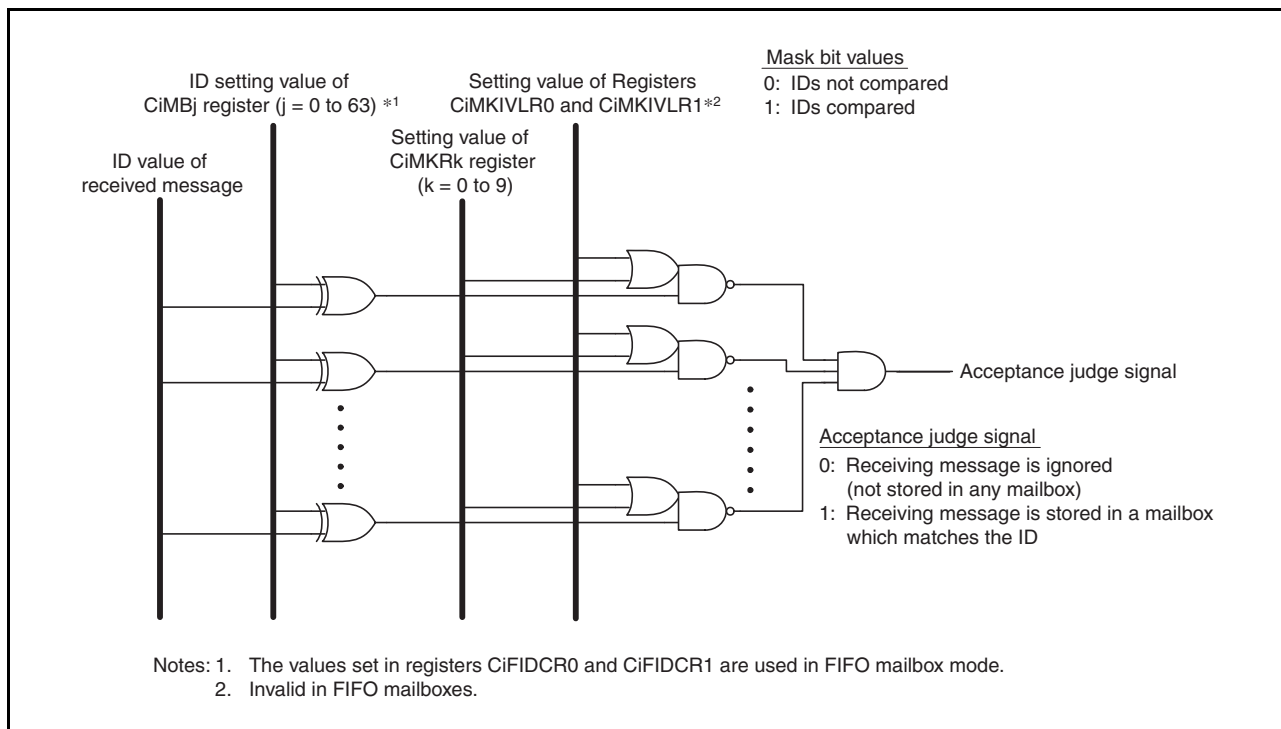 Mask bit values
0: IDs not compared
1: IDs compared
ID setting value of
CiMBj register (j = 0 to 63) *1
Setting value of Registers
CiMKIVLR0 and CiMKIVLR1*2
Setting value of
CiMKRk register
(k = 0 to 9)
ID value of
received message
Acceptance judge signal
Acceptance judge signal
0: Receiving message is ignored
(not stored in any mailbox)
1: Receiving message is stored in a mailbox
which matches the ID
Notes: 1. The values set in registers CiFIDCR0 and CiFIDCR1 are used in FIFO mailbox mode.
2. Invalid in FIFO mailboxes.